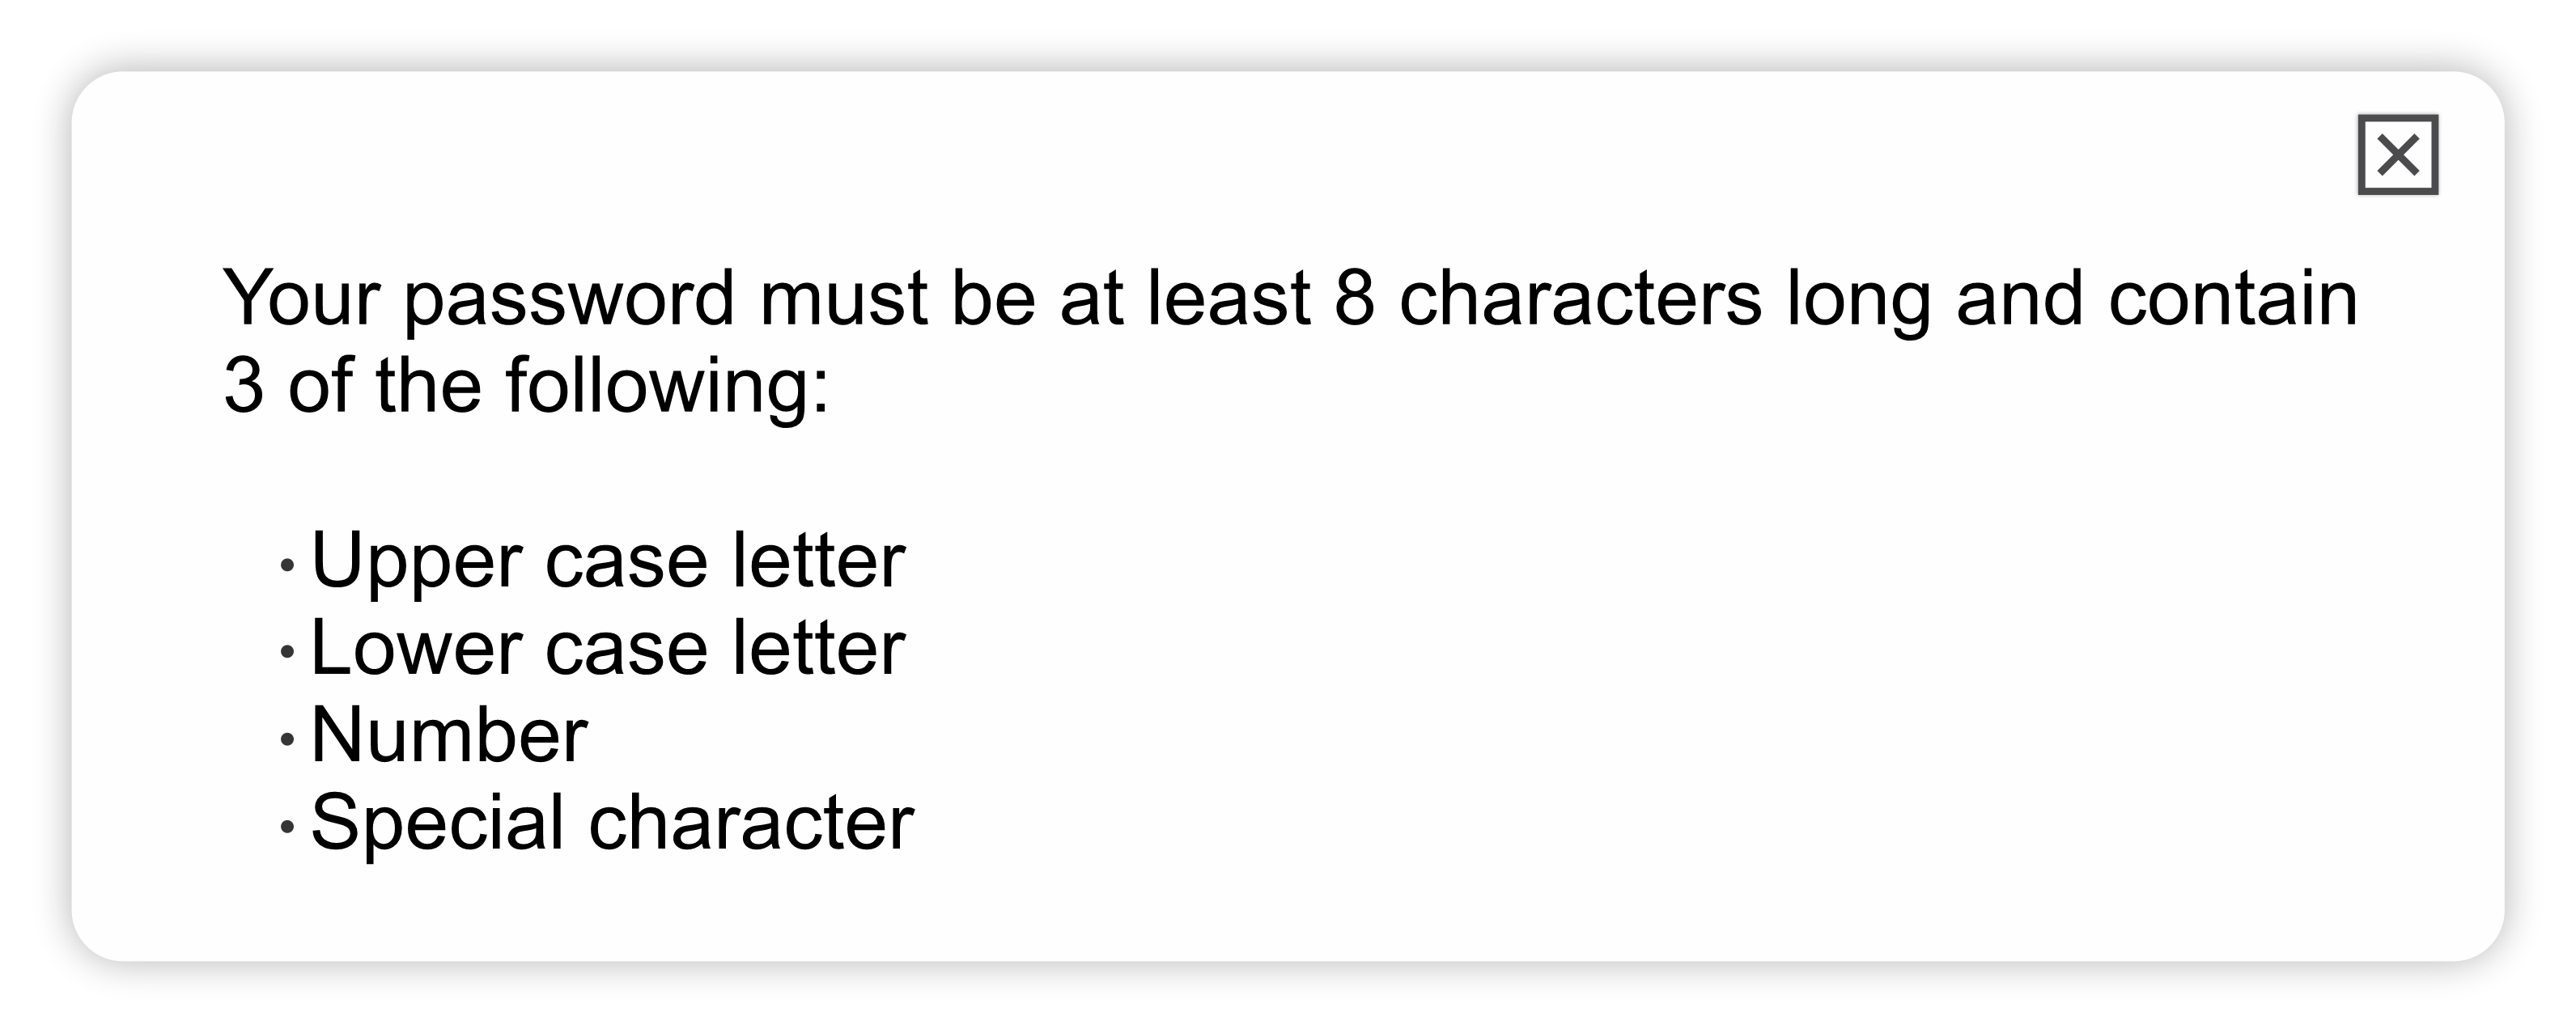 Your password must be at least 8 characters long and contain
3 of the following:
• Upper case letter
• Lower case letter
• Number
• Special character